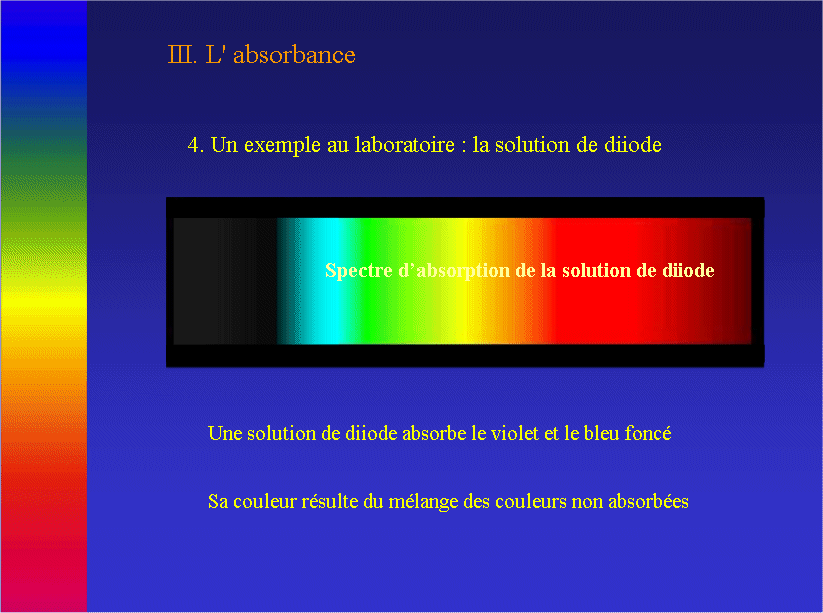 III. L' absorbance
4. Un exemple au laboratoire : la solution de diiode
Spectre d’absorption de la solution de diiode
Une solution de diiode absorbe le violet et le bleu foncé
Sa couleur résulte du mélange des couleurs non absorbées